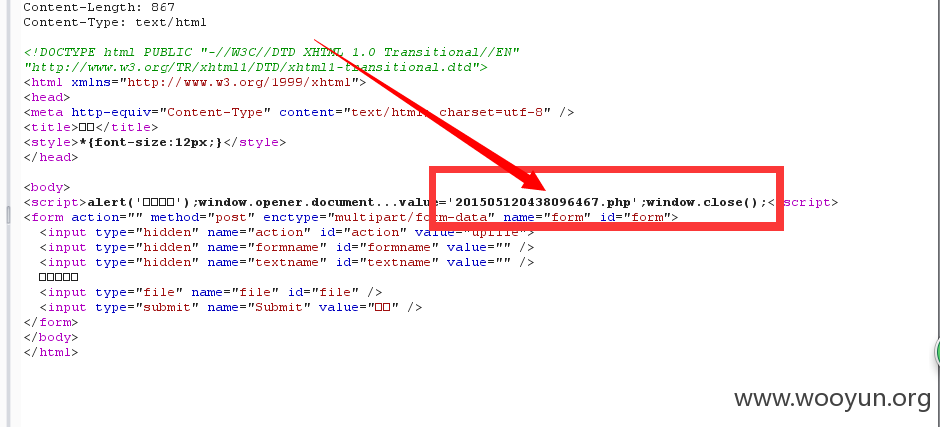 Content-Length: 867
Content-Type: text/html
<!DOCTYPE html PUBLIC "-//W3C//DTD XHTML 1.0 Transitional//EN"
"http://www.w3.org/TR/xhtml1/DTD/xhtml1-transitional.dtd">
<html xmlns="http://www.w3.org/1999/xhtml">
<head>
<meta http-equiv="Content-Type" content="text/html; charset=utf-8" />
<title>□□</title>
<style>*{font-size:12px;}</style>
</head>
<body>
<script>alert('□□□□');window.opener.document...value='201505120438096467.php';window.close();</script>
<form action="" method="post" enctype="multipart/form-data" name="form" id="form">
<input type="hidden" name="action" id="action" value="upfile">
<input type="hidden" name="formname" id="formname" value="" />
<input type="hidden" name="textname" id="textname" value="" />
□□□□□
<input type="file" name="file" id="file" />
<input type="submit" name="Submit" value="□□" />
</form>
</body>
</html>
www.wooyun.org